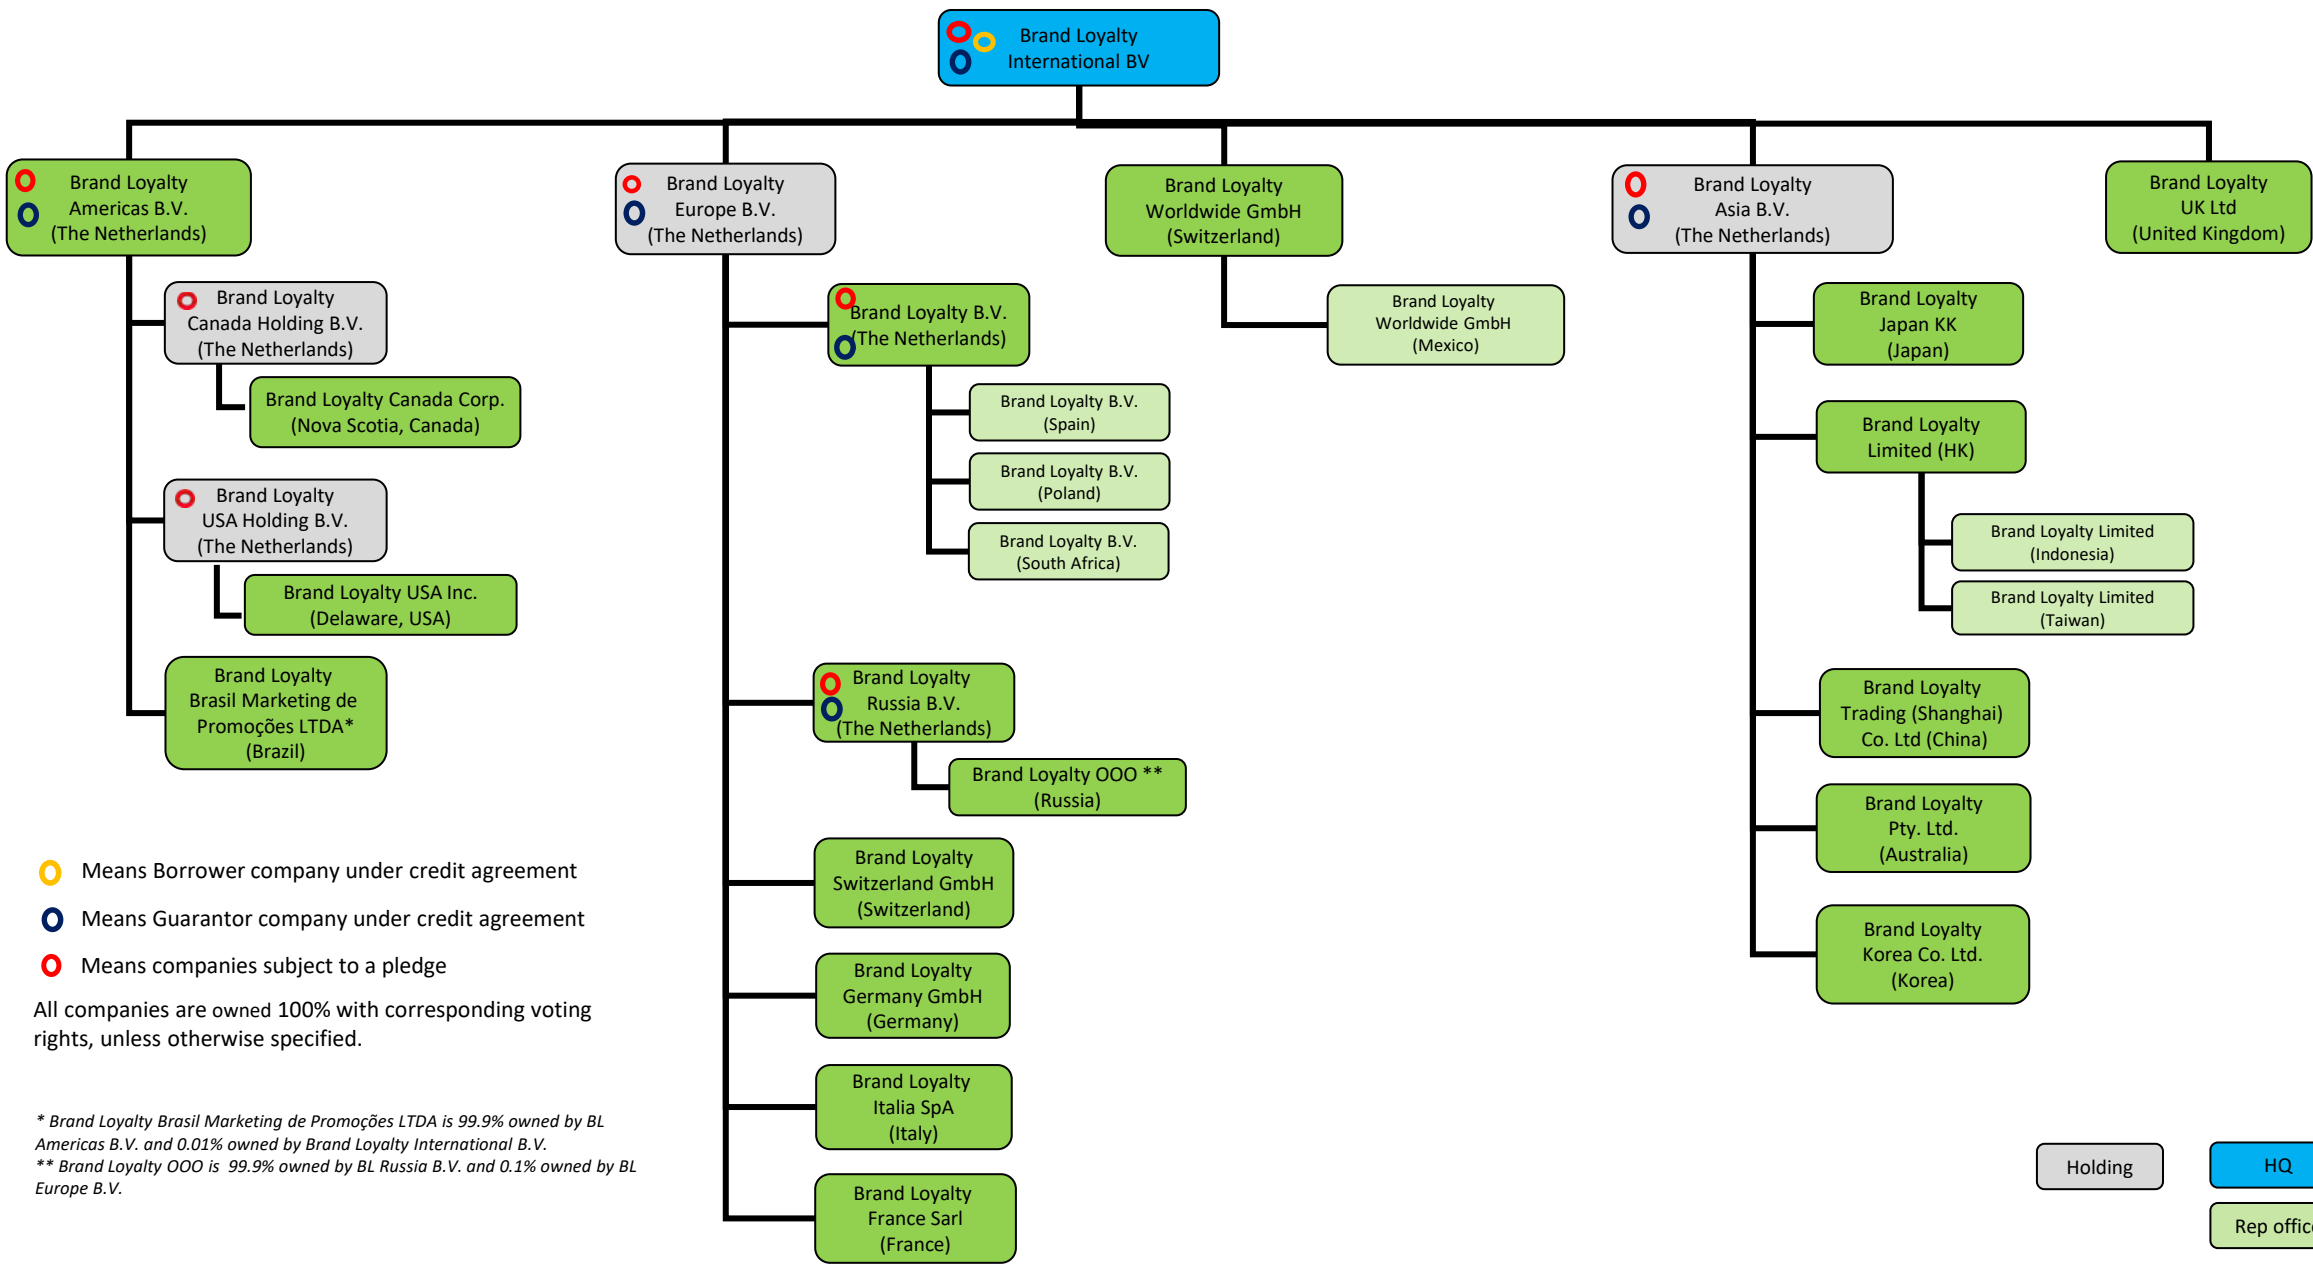 Brand Loyalty
International BV
Brand Loyalty
Americas B.V.
(The Netherlands)
Brand Loyalty
Europe B.V.
(The Netherlands)
Brand Loyalty
Worldwide GmbH
(Switzerland)
Brand Loyalty
Asia B.V.
(The Netherlands)
Brand Loyalty
UK Ltd
(United Kingdom)
Brand Loyalty
Canada Holding B.V.
(The Netherlands)
Brand Loyalty Canada Corp.
(Nova Scotia, Canada)
Brand Loyalty
USA Holding B.V.
(The Netherlands)
Brand Loyalty USA Inc.
(Delaware, USA)
Brand Loyalty
Brasil Marketing de
Promoções LTDA*
(Brazil)
Brand Loyalty B.V.
(The Netherlands)
Brand Loyalty B.V.
(Spain)
Brand Loyalty B.V.
(Poland)
Brand Loyalty B.V.
(South Africa)
Brand Loyalty
Russia B.V.
(The Netherlands)
Brand Loyalty OOO **
(Russia)
Brand Loyalty
Switzerland GmbH
(Switzerland)
Brand Loyalty
Germany GmbH
(Germany)
Brand Loyalty
Italia SpA
(Italy)
Brand Loyalty
France Sarl
(France)
Brand Loyalty
Worldwide GmbH
(Mexico)
Brand Loyalty
Japan KK
(Japan)
Brand Loyalty
Limited (HK)
Brand Loyalty Limited
(Indonesia)
Brand Loyalty Limited
(Taiwan)
Brand Loyalty
Trading (Shanghai)
Co. Ltd (China)
Brand Loyalty
Pty. Ltd.
(Australia)
Brand Loyalty
Korea Co. Ltd.
(Korea)
Means Borrower company under credit agreement
Means Guarantor company under credit agreement
Means companies subject to a pledge
All companies are owned 100% with corresponding voting
rights, unless otherwise specified.
* Brand Loyalty Brasil Marketing de Promoções LTDA is 99.9% owned by BL
Americas B.V. and 0.01% owned by Brand Loyalty International B.V.
** Brand Loyalty OOO is 99.9% owned by BL Russia B.V. and 0.1% owned by BL
Europe B.V.
Holding
HQ
Rep